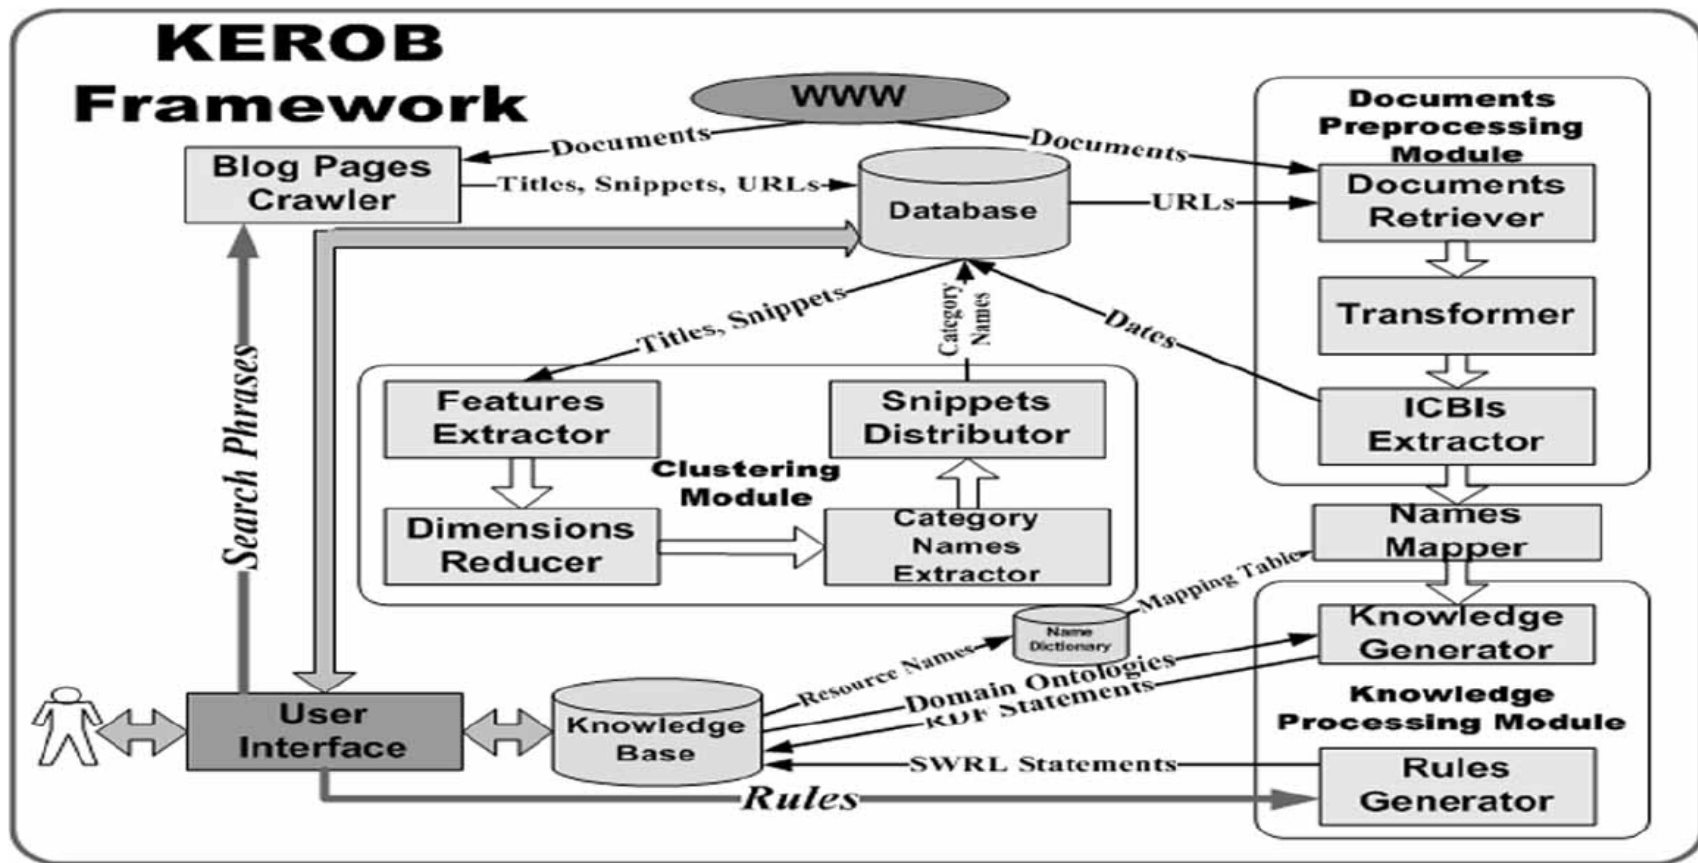 KEROB
Framework
WWW
Documents
Documents
Documents
Preprocessing
Module
Blog Pages
Crawler
Titles, Snippets, URLs
Database
URLs
Documents
Retriever
Transformer
Titles, Snippets
Category
Names
Dates
Search Phrases
Features
Extractor
Snippets
Distributor
ICBIs
Extractor
Clustering
Module
Dimensions
Reducer
Category
Names
Extractor
Names
Mapper
Mapping Table
Name
Dictionary
Resource Names
Domain Ontologies
RDF Statements
Knowledge
Generator
Knowledge
Processing Module
User
Interface
Knowledge
Base
SWRL Statements
Rules
Rules
Generator